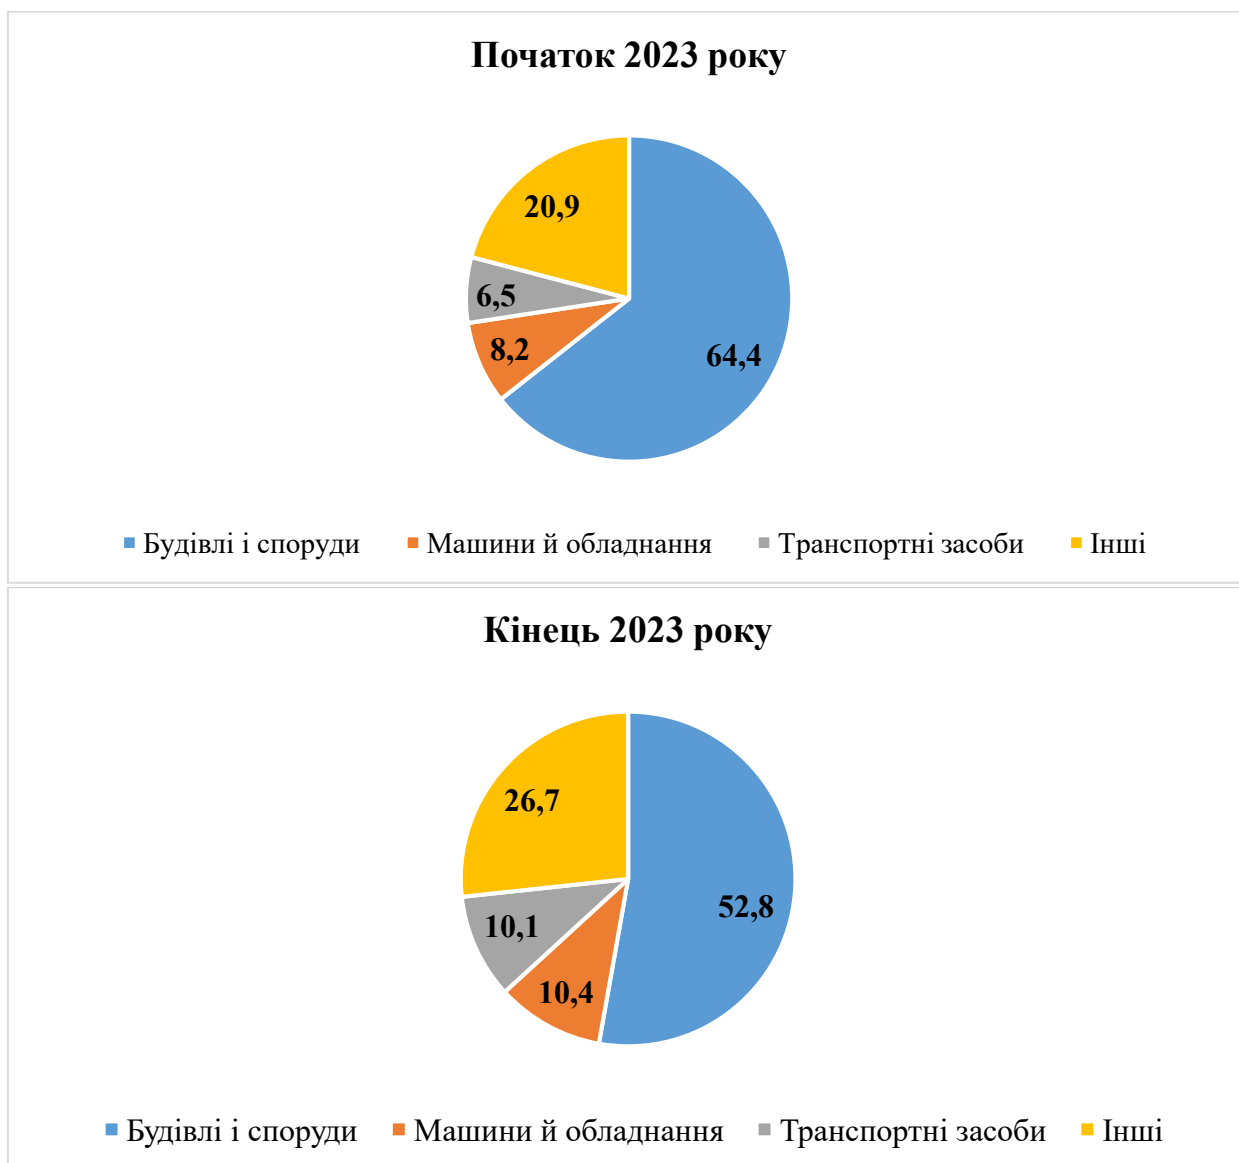 Початок 2023 року
20,9
6,5
8,2
64,4
Будівлі і споруди Машини й обладнання Транспортні засоби Інші
Кінець 2023 року
26,7
10,1
52,8
10,4
Будівлі і споруди Машини й обладнання Транспортні засоби Інші